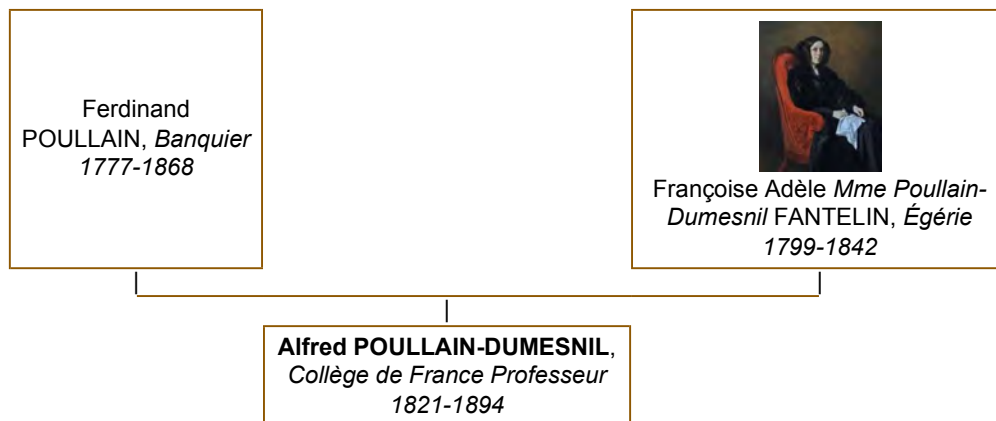 Ferdinand
POULLAIN, Banquier
1777-1868
Françoise Adèle Mme Poullain-
Dumesnil FANTELIN, Égérie
1799-1842
Alfred POULLAIN-DUMESNIL,
Collège de France Professeur
1821-1894